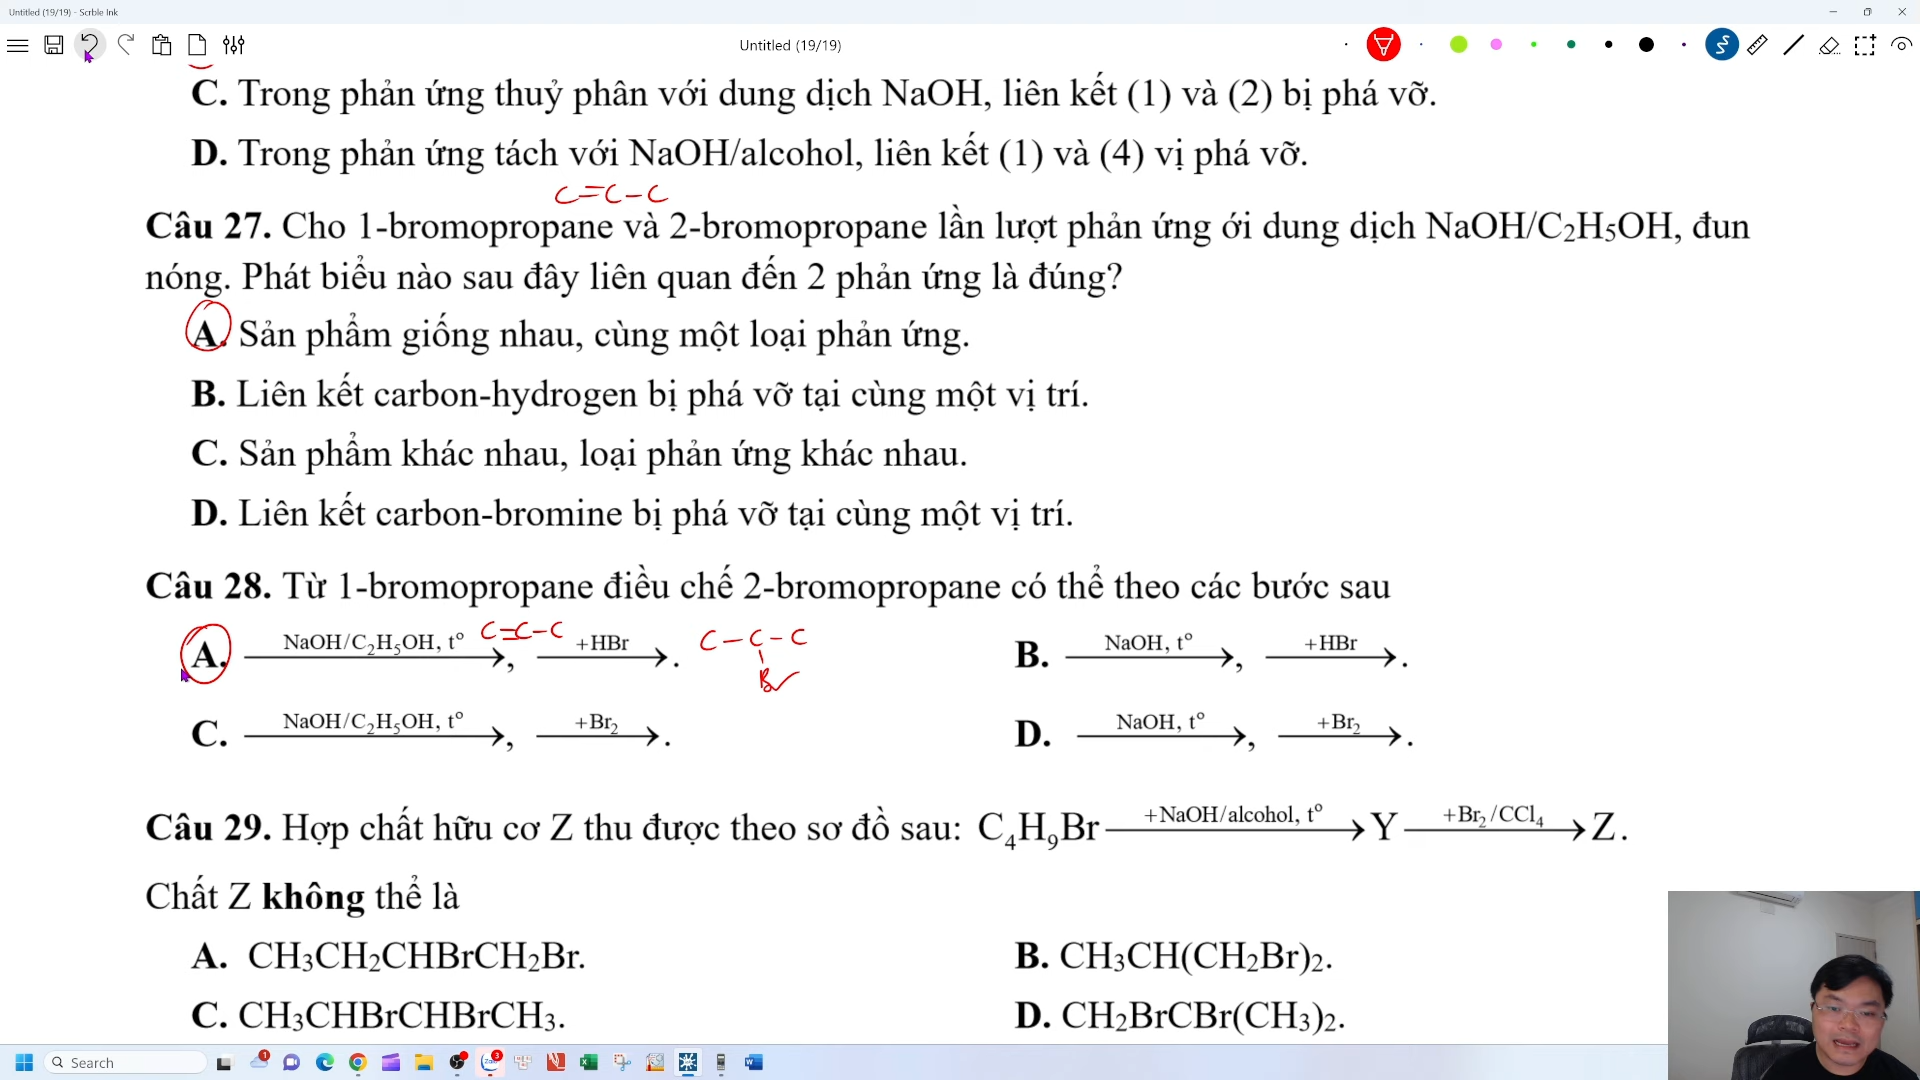 Untitled (19/19) - Scrble Ink
Untitled (19/19)
C. Trong phản ứng thuỷ phân với dung dịch NaOH, liên kết (1) và (2) bị phá vỡ.
D. Trong phản ứng tách với NaOH/alcohol, liên kết (1) và (4) vị phá vỡ.
C=C-C
Câu 27. Cho 1-bromopropane và 2-bromopropane lần lượt phản ứng ới dung dịch NaOH/C₂H₅OH, đun
nóng. Phát biểu nào sau đây liên quan đến 2 phản ứng là đúng?
A. Sản phẩm giống nhau, cùng một loại phản ứng.
B. Liên kết carbon-hydrogen bị phá vỡ tại cùng một vị trí.
C. Sản phẩm khác nhau, loại phản ứng khác nhau.
D. Liên kết carbon-bromine bị phá vỡ tại cùng một vị trí.
Câu 28. Từ 1-bromopropane điều chế 2-bromopropane có thể theo các bước sau
A. NaOH/C₂H₅OH, t° C=C-C , +HBr . C-C-C Br B. NaOH, t° , +HBr .
C. NaOH/C₂H₅OH, t° , +Br₂ . D. NaOH, t° , +Br₂ .
Câu 29. Hợp chất hữu cơ Z thu được theo sơ đồ sau: C₄H₉Br +NaOH/alcohol, t° → Y +Br₂/CCl₄ → Z.
Chất Z không thể là
A. CH₃CH₂CHBrCH₂Br. B. CH₃CH(CH₂Br)₂.
C. CH₃CHBrCHBrCH₃. D. CH₂BrCBr(CH₃)₂.
Search